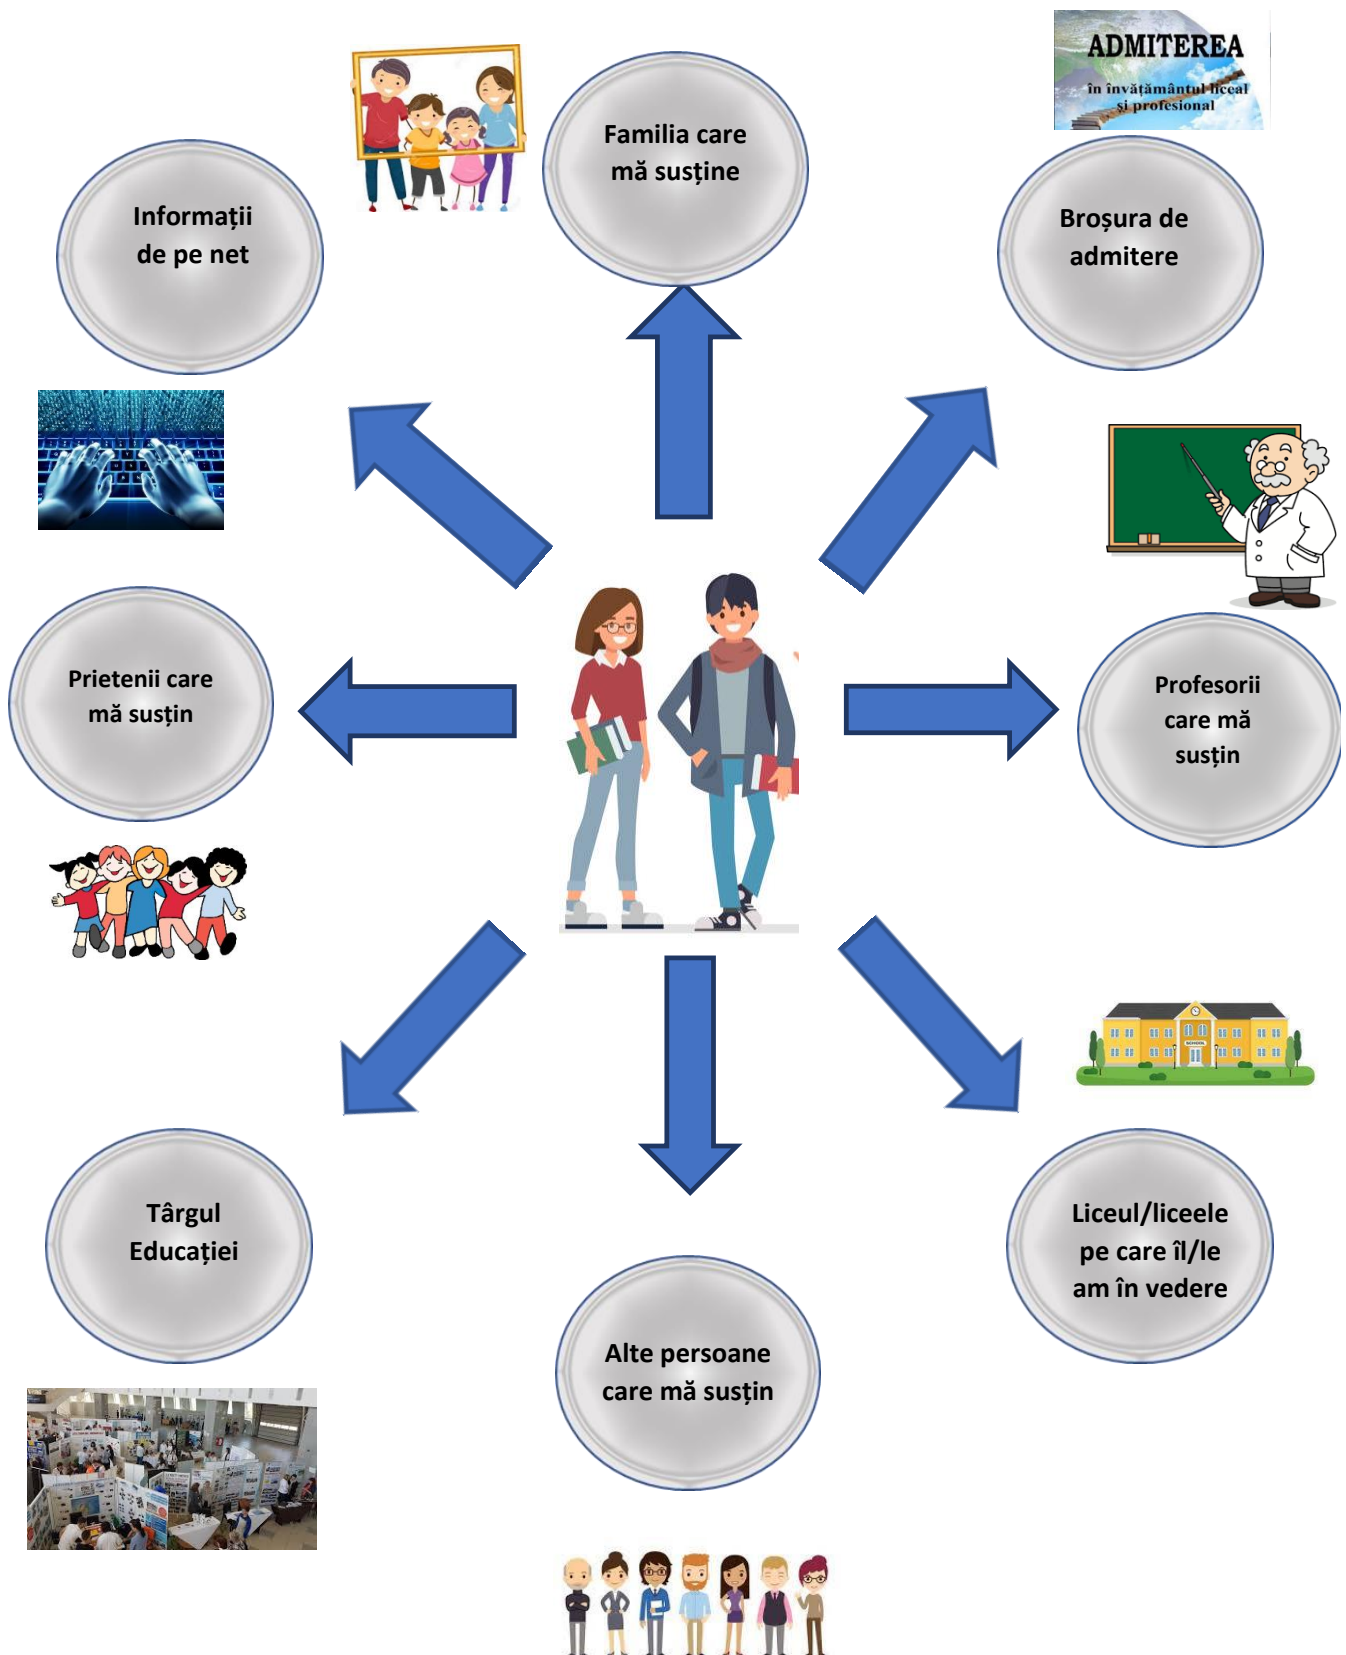 ADMITEREA
în învățământul liceal
și profesional
Familia care
mă susține
Informații
de pe net
Broșura de
admitere
Prietenii care
mă susțin
Profesorii
care mă
susțin
SCHOOL
Târgul
Educației
Liceul/liceele
pe care îl/le
am în vedere
Alte persoane
care mă susțin